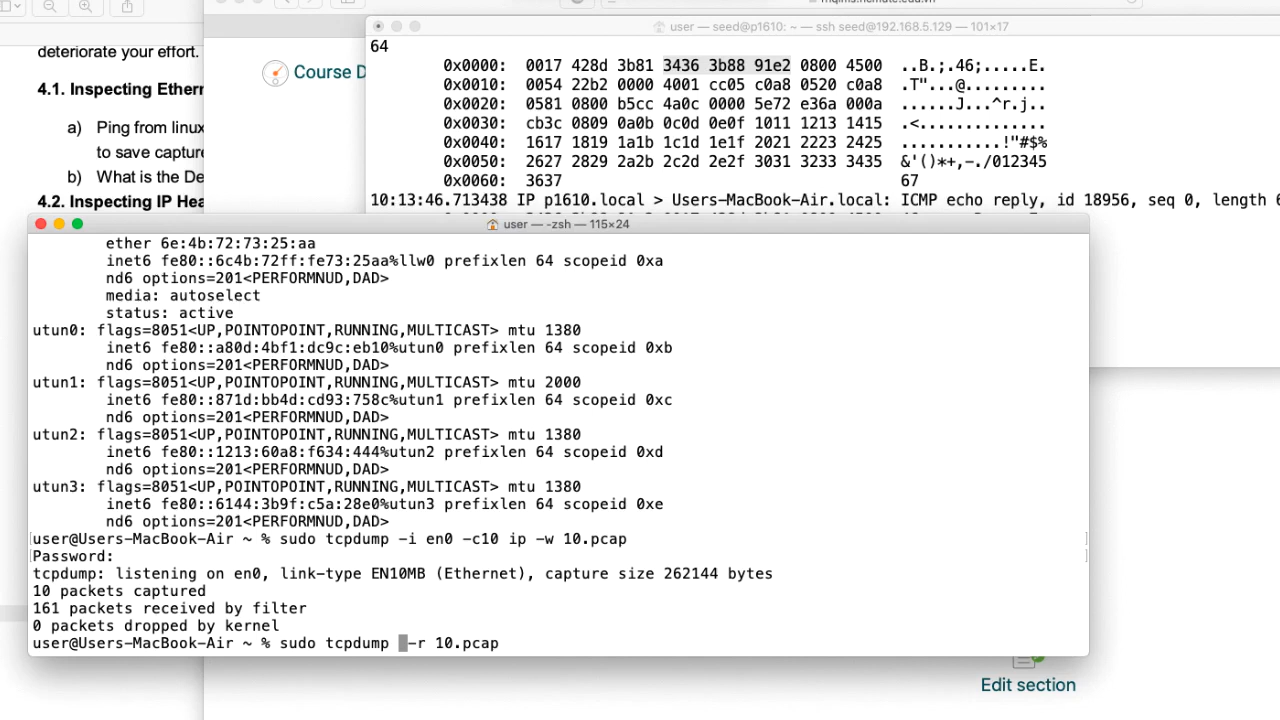 deteriorate your effort.
4.1. Inspecting Ether
a) Ping from linux
to save capture
b) What is the De
4.2. Inspecting IP Hea
Course D
user — seed@p1610: ~ — ssh seed@192.168.5.129 — 101×17
64
0x0000: 0017 428d 3b81 3436 3b88 91e2 0800 4500 ..B.;.46;.....E.
0x0010: 0054 22b2 0000 4001 cc05 c0a8 0520 c0a8 .T"...@.........
0x0020: 0581 0800 b5cc 4a0c 0000 5e72 e36a 000a ......J...^r.j..
0x0030: cb3c 0809 0a0b 0c0d 0e0f 1011 1213 1415 .<..............
0x0040: 1617 1819 1a1b 1c1d 1e1f 2021 2223 2425 ...........!"#$%
0x0050: 2627 2829 2a2b 2c2d 2e2f 3031 3233 3435 &'()*+,-./012345
0x0060: 3637 67
10:13:46.713438 IP p1610.local > Users-MacBook-Air.local: ICMP echo reply, id 18956, seq 0, length 6
user — -zsh — 115×24
ether 6e:4b:72:73:25:aa
inet6 fe80::6c4b:72ff:fe73:25aa%llw0 prefixlen 64 scopeid 0xa
nd6 options=201<PERFORMNUD,DAD>
media: autoselect
status: active
utun0: flags=8051<UP,POINTOPOINT,RUNNING,MULTICAST> mtu 1380
inet6 fe80::a80d:4bf1:dc9c:eb10%utun0 prefixlen 64 scopeid 0xb
nd6 options=201<PERFORMNUD,DAD>
utun1: flags=8051<UP,POINTOPOINT,RUNNING,MULTICAST> mtu 2000
inet6 fe80::871d:bb4d:cd93:758c%utun1 prefixlen 64 scopeid 0xc
nd6 options=201<PERFORMNUD,DAD>
utun2: flags=8051<UP,POINTOPOINT,RUNNING,MULTICAST> mtu 1380
inet6 fe80::1213:60a8:f634:444%utun2 prefixlen 64 scopeid 0xd
nd6 options=201<PERFORMNUD,DAD>
utun3: flags=8051<UP,POINTOPOINT,RUNNING,MULTICAST> mtu 1380
inet6 fe80::6144:3b9f:c5a:28e0%utun3 prefixlen 64 scopeid 0xe
nd6 options=201<PERFORMNUD,DAD>
user@Users-MacBook-Air ~ % sudo tcpdump -i en0 -c10 ip -w 10.pcap
Password:
tcpdump: listening on en0, link-type EN10MB (Ethernet), capture size 262144 bytes
10 packets captured
161 packets received by filter
0 packets dropped by kernel
user@Users-MacBook-Air ~ % sudo tcpdump -r 10.pcap
Edit section